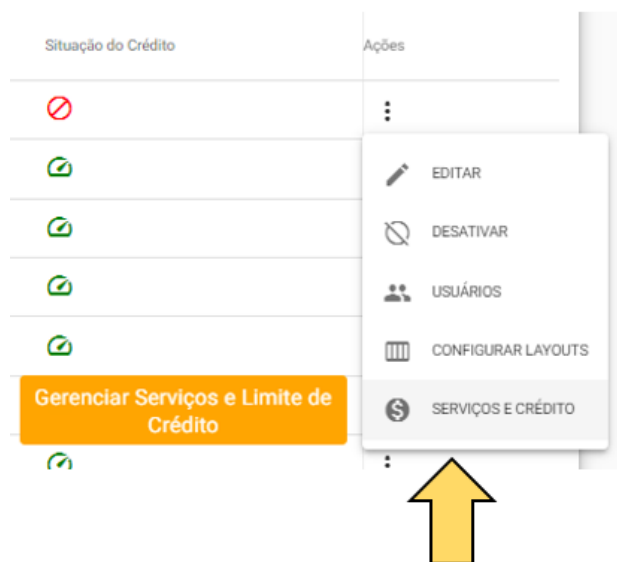 Situação do Crédito
Ações
EDITAR
DESATIVAR
USUÁRIOS
CONFIGURAR LAYOUTS
Gerenciar Serviços e Limite de
Crédito
SERVIÇOS E CRÉDITO